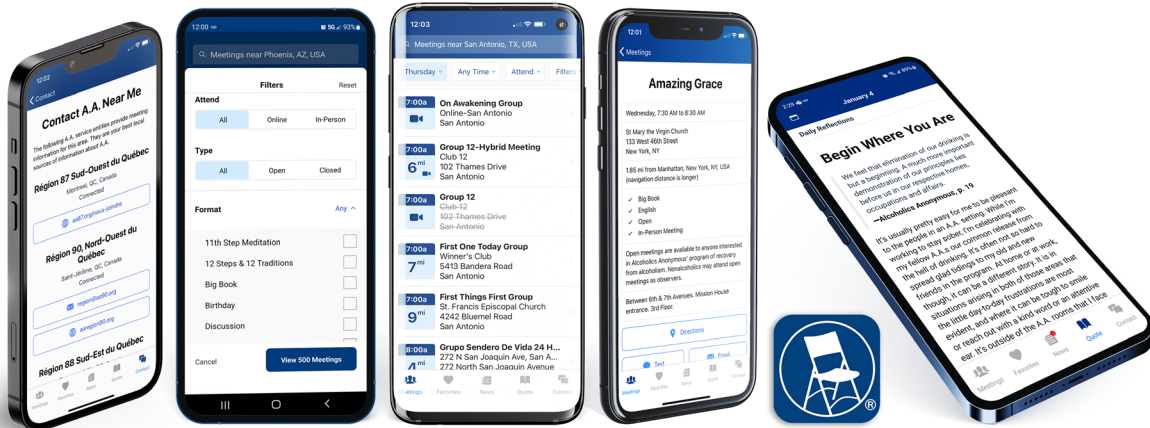 12:02
Contact
Contact A.A. Near Me
The following A.A. service entities provide meeting
information for this area. They are your best local
sources of information about A.A.
Région 87 Sud-Ouest du Québec
Montreal, QC, Canada
Connected
aa87.org/nous-joindre
Région 90, Nord-Ouest du
Québec
Saint-Jérôme, QC, Canada
Connected
region@aa90.org
aaregion90.org
Région 88 Sud-Est du Québec
Meetings
Favorites
News
Quote
Contact
12:00
5G 93%
Meetings near Phoenix, AZ, USA
Filters
Reset
Attend
All
Online
In-Person
Type
All
Open
Closed
Format
Any
11th Step Meditation
12 Steps & 12 Traditions
Big Book
Birthday
Discussion
Cancel
View 500 Meetings
12:03
Meetings near San Antonio, TX, USA
Thursday
Any Time
Attend
Filters
7:00a
On Awakening Group
Online-San Antonio
San Antonio
7:00a
6 mi
Group 12-Hybrid Meeting
Club 12
102 Thames Drive
San Antonio
7:00a
Group 12
Club 12
102 Thames Drive
San Antonio
7:00a
7 mi
First One Today Group
Winner's Club
5413 Bandera Road
San Antonio
7:00a
9 mi
First Things First Group
St. Francis Episcopal Church
4242 Bluemel Road
San Antonio
8:00a
4 mi
Grupo Sendero De Vida 24 H...
272 N San Joaquin Ave, San A...
272 North San Joaquin Avenue
Meetings
Favorites
News
Quote
Contact
12:01
Meetings
Amazing Grace
Wednesday, 7:30 AM to 8:30 AM
St Mary the Virgin Church
133 West 46th Street
New York, NY
1.85 mi from Manhattan, New York, NY, USA
(navigation distance is longer)
✓ Big Book
✓ English
✓ Open
✓ In-Person Meeting
Open meetings are available to anyone interested
in Alcoholics Anonymous' program of recovery
from alcoholism. Nonalcoholics may attend open
meetings as observers.
Between 6th & 7th Avenues. Mission House
entrance. 3rd Floor.
Directions
Text
Email
Meetings
Favorites
News
Quote
Contact
®
2:29
89%
January 4
Daily Reflections
Begin Where You Are
We feel that elimination of our drinking is
but a beginning. A much more important
demonstration of our principles lies
before us in our respective homes,
occupations and affairs.
—Alcoholics Anonymous, p. 19
It's usually pretty easy for me to be pleasant
to the people in an A.A. setting. While I'm
working to stay sober, I'm celebrating with
my fellow A.A.s our common release from
the hell of drinking. It's often not so hard to
spread glad tidings to my old and new
friends in the program. At home or at work,
though, it can be a different story. It is in
situations arising in both of those areas that
the little day-to-day frustrations are most
evident, and where it can be tough to smile
or reach out with a kind word or an attentive
ear. It's outside of the A.A. rooms that I face
Meetings
Favorites
News
Quote
Contact